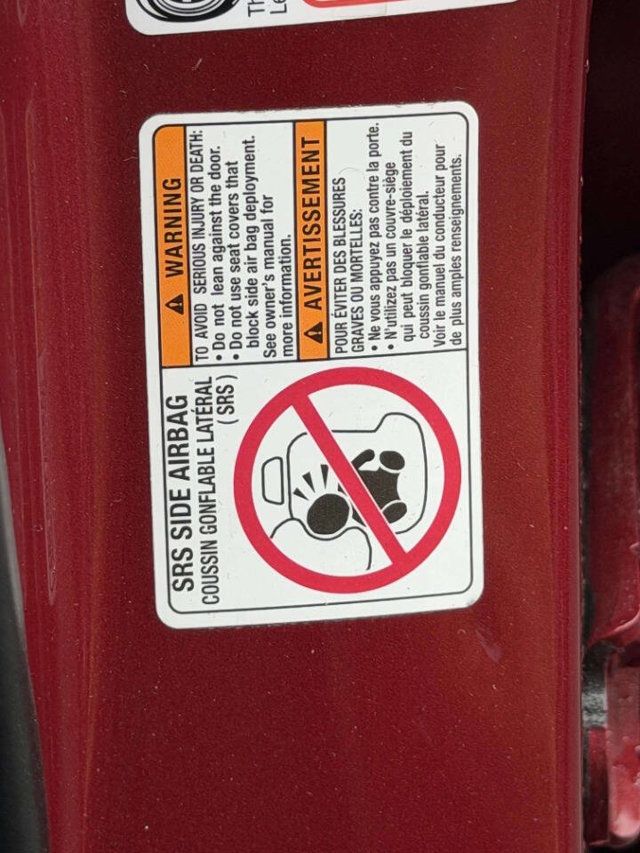 SRS SIDE AIRBAG
COUSSIN GONFLABLE LATÉRAL
( SRS )
WARNING
TO AVOID SERIOUS INJURY OR DEATH:
• Do not lean against the door.
• Do not use seat covers that
block side air bag deployment.
See owner's manual for
more information.
AVERTISSEMENT
POUR ÉVITER DES BLESSURES
GRAVES OU MORTELLES:
• Ne vous appuyez pas contre la porte.
• N'utilizez pas un couvre-siège
qui peut bloquer le déploiement du
coussin gonflable latéral.
Voir le manuel du conducteur pour
de plus amples renseignements.
Th
Le